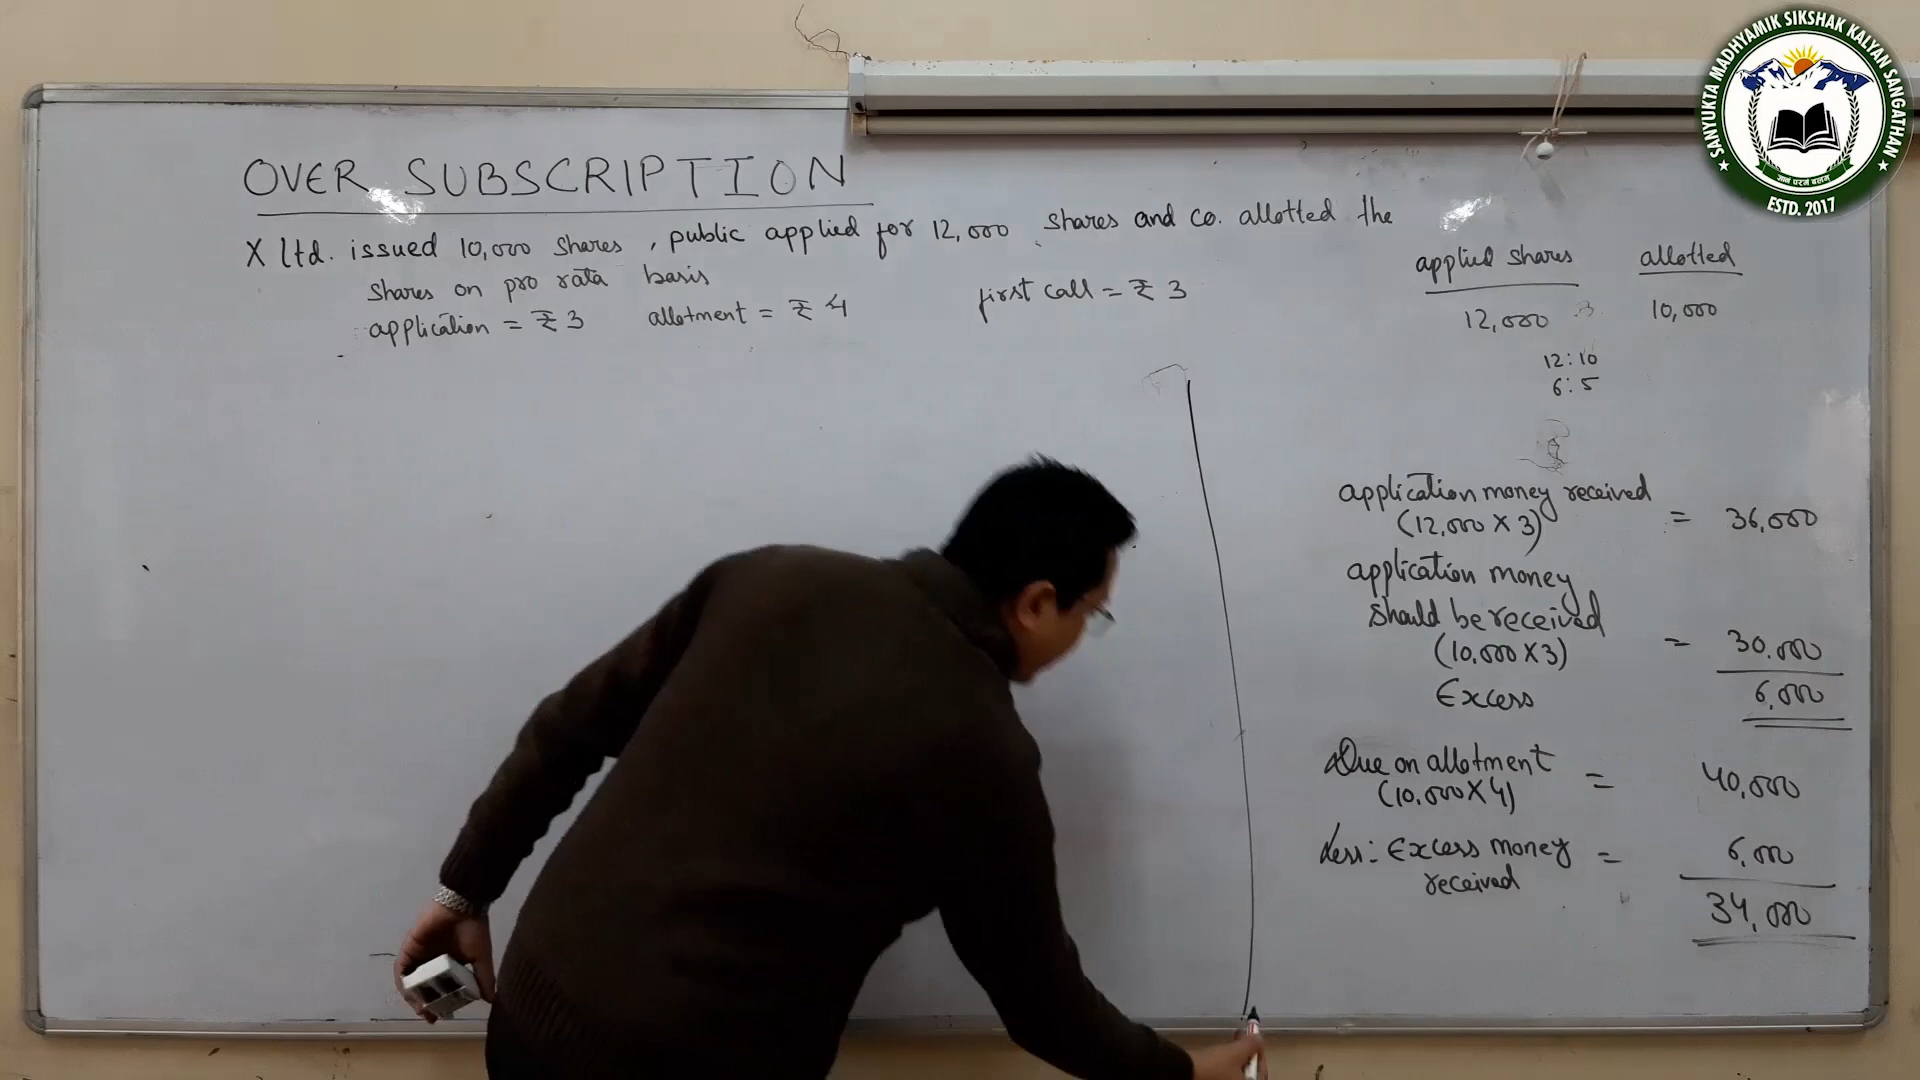 OVER SUBSCRIPTION
X Ltd. issued 10,000 shares, public applied for 12,000 shares and co. allotted the
shares on pro rata basis
application = ₹ 3 allotment = ₹ 4 first call = ₹ 3
applied shares allotted
12,000 10,000
12:10
6:5
application money received
(12,000 X 3) = 36,000
application money
should be received
(10,000 X 3) = 30,000
Excess 6,000
Due on allotment
(10,000 X 4) = 40,000
Less: Excess money = 6,000
received
34,000
SANYUKTA MADHYAMIK SIKSHAK KALYAN SANGATHAN
ESTD. 2017